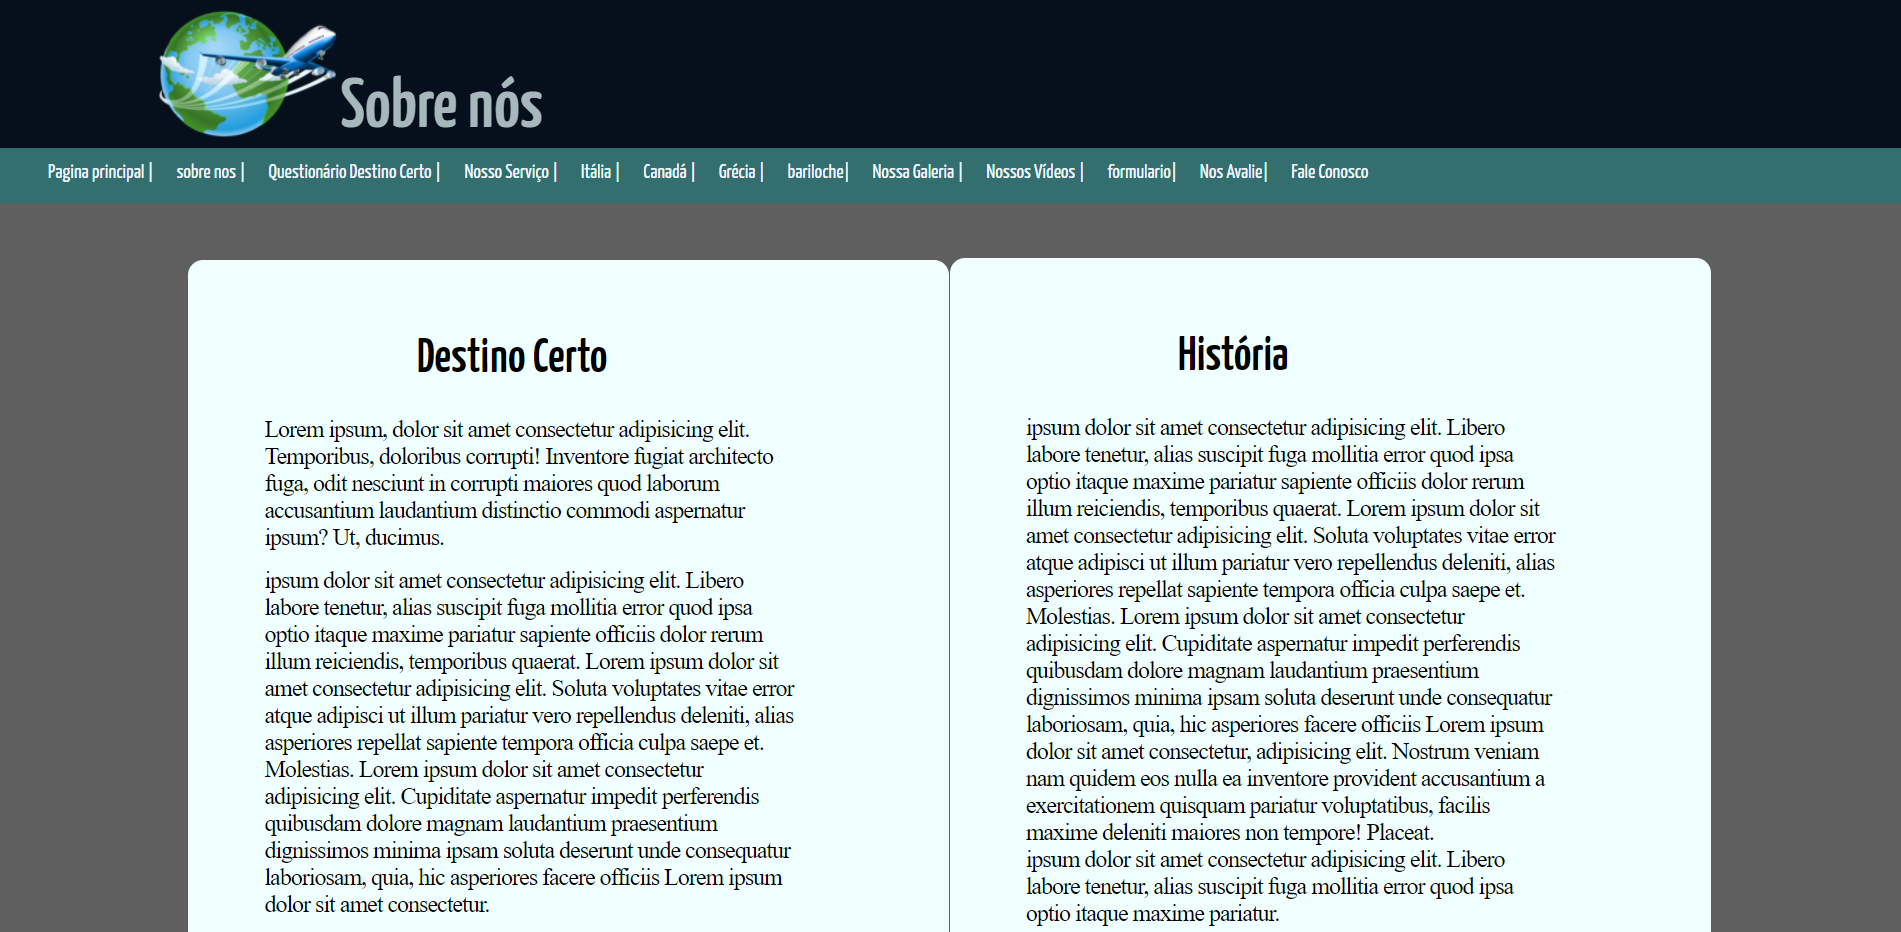 Sobre nós
Pagina principal | sobre nos | Questionário Destino Certo | Nosso Serviço | Itália | Canadá | Grécia | bariloche| Nossa Galeria | Nossos Vídeos | formulario| Nos Avalie| Fale Conosco
Destino Certo
Lorem ipsum, dolor sit amet consectetur adipisicing elit.
Temporibus, doloribus corrupti! Inventore fugiat architecto
fuga, odit nesciunt in corrupti maiores quod laborum
accusantium laudantium distinctio commodi aspernatur
ipsum? Ut, ducimus.
ipsum dolor sit amet consectetur adipisicing elit. Libero
labore tenetur, alias suscipit fuga mollitia error quod ipsa
optio itaque maxime pariatur sapiente officiis dolor rerum
illum reiciendis, temporibus quaerat. Lorem ipsum dolor sit
amet consectetur adipisicing elit. Soluta voluptates vitae error
atque adipisci ut illum pariatur vero repellendus deleniti, alias
asperiores repellat sapiente tempora officia culpa saepe et.
Molestias. Lorem ipsum dolor sit amet consectetur
adipisicing elit. Cupiditate aspernatur impedit perferendis
quibusdam dolore magnam laudantium praesentium
dignissimos minima ipsam soluta deserunt unde consequatur
laboriosam, quia, hic asperiores facere officiis Lorem ipsum
dolor sit amet consectetur.
História
ipsum dolor sit amet consectetur adipisicing elit. Libero
labore tenetur, alias suscipit fuga mollitia error quod ipsa
optio itaque maxime pariatur sapiente officiis dolor rerum
illum reiciendis, temporibus quaerat. Lorem ipsum dolor sit
amet consectetur adipisicing elit. Soluta voluptates vitae error
atque adipisci ut illum pariatur vero repellendus deleniti, alias
asperiores repellat sapiente tempora officia culpa saepe et.
Molestias. Lorem ipsum dolor sit amet consectetur
adipisicing elit. Cupiditate aspernatur impedit perferendis
quibusdam dolore magnam laudantium praesentium
dignissimos minima ipsam soluta deserunt unde consequatur
laboriosam, quia, hic asperiores facere officiis Lorem ipsum
dolor sit amet consectetur, adipisicing elit. Nostrum veniam
nam quidem eos nulla ea inventore provident accusantium a
exercitationem quisquam pariatur voluptatibus, facilis
maxime deleniti maiores non tempore! Placeat.
ipsum dolor sit amet consectetur adipisicing elit. Libero
labore tenetur, alias suscipit fuga mollitia error quod ipsa
optio itaque maxime pariatur.